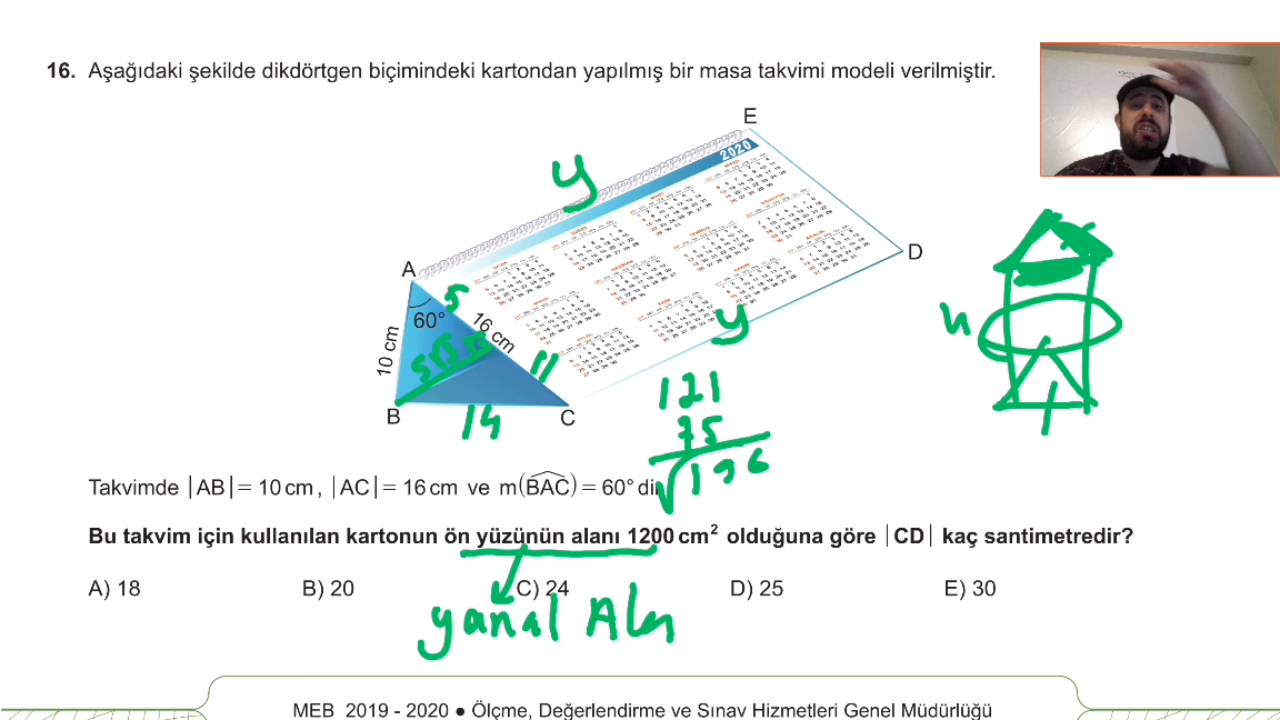 16. Aşağıdaki şekilde dikdörtgen biçimindeki kartondan yapılmış bir masa takvimi modeli verilmiştir.
E
2020
y
A
D
5
60°
16 cm
10 cm
5√3
11
y
B
14
C
h
121
75
√196
Takvimde |AB| = 10 cm, |AC| = 16 cm ve m(BAC) = 60° dir
Bu takvim için kullanılan kartonun ön yüzünün alanı 1200 cm² olduğuna göre |CD| kaç santimetredir?
A) 18 B) 20 C) 24 D) 25 E) 30
yanal Alan
MEB 2019 - 2020 ● Ölçme, Değerlendirme ve Sınav Hizmetleri Genel Müdürlüğü